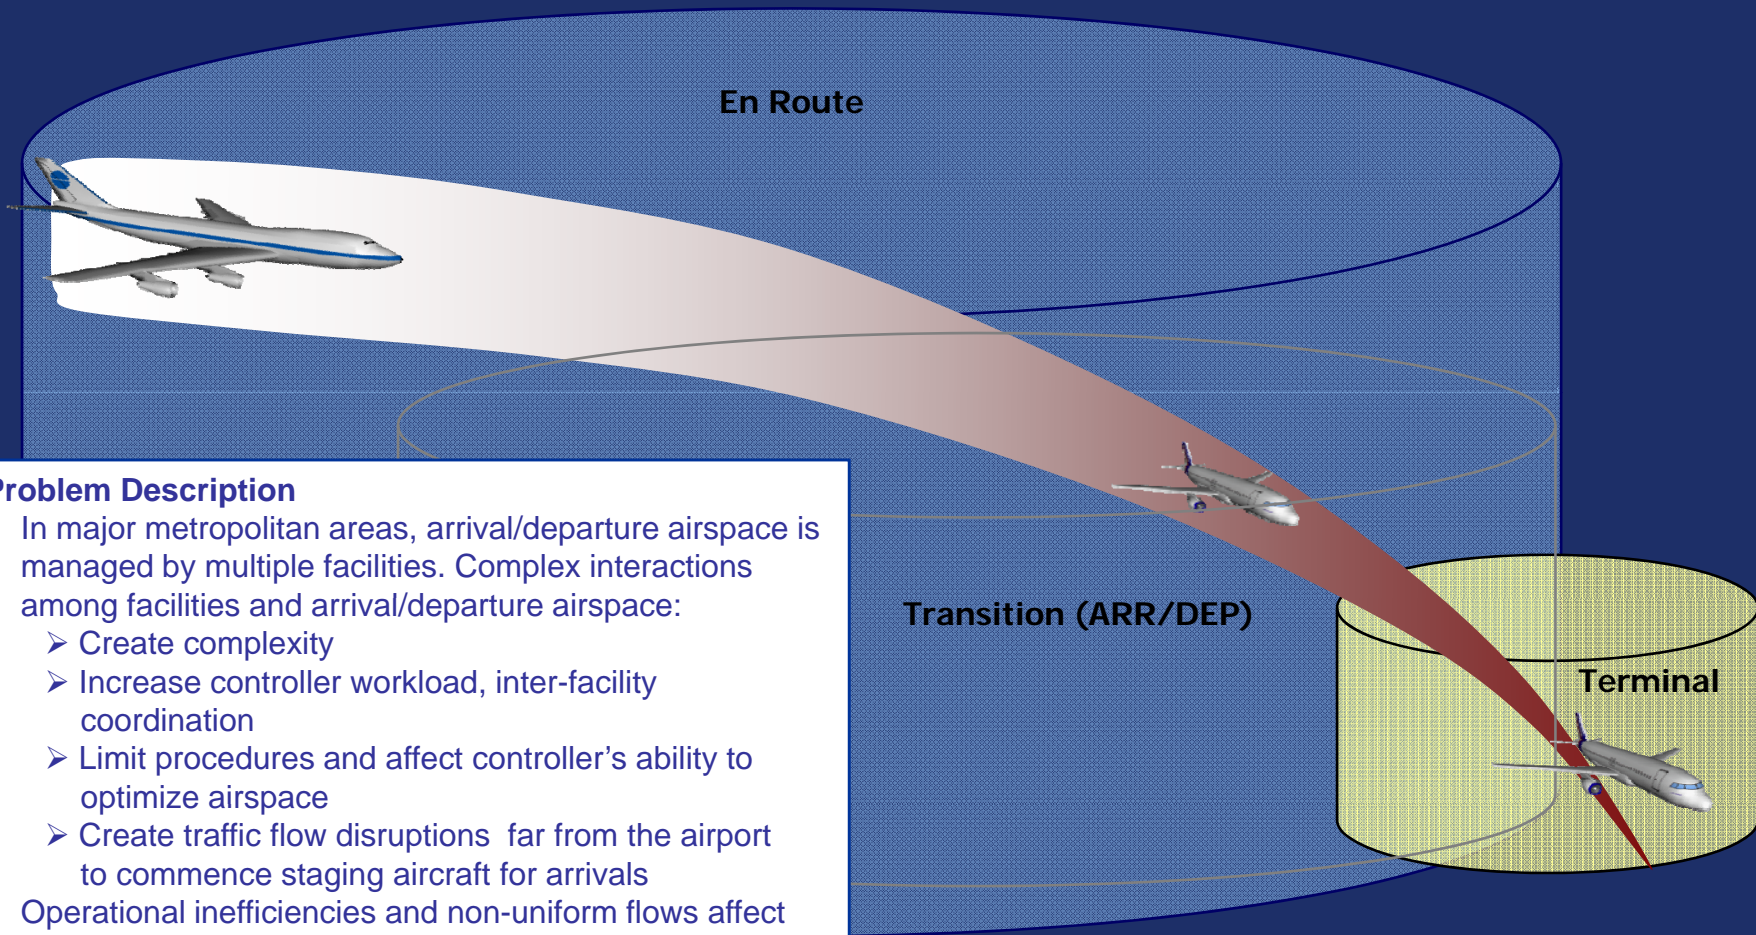 En Route
Problem Description
In major metropolitan areas, arrival/departure airspace is
managed by multiple facilities. Complex interactions
among facilities and arrival/departure airspace:
➢ Create complexity
➢ Increase controller workload, inter-facility
coordination
➢ Limit procedures and affect controller’s ability to
optimize airspace
➢ Create traffic flow disruptions  far from the airport
to commence staging aircraft for arrivals
Operational inefficiencies and non-uniform flows affect
Transition (ARR/DEP)
Terminal